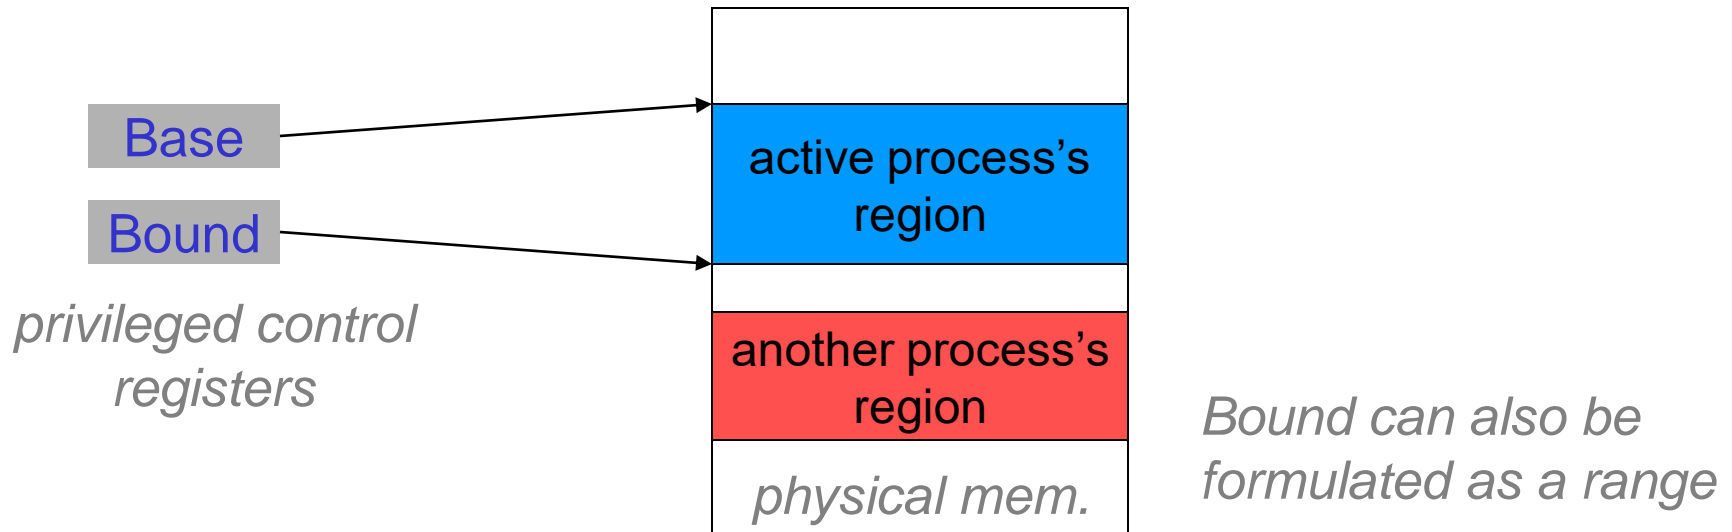 Base
Bound
privileged control
registers
active process’s
region
another process’s
region
physical mem.
Bound can also be
formulated as a range